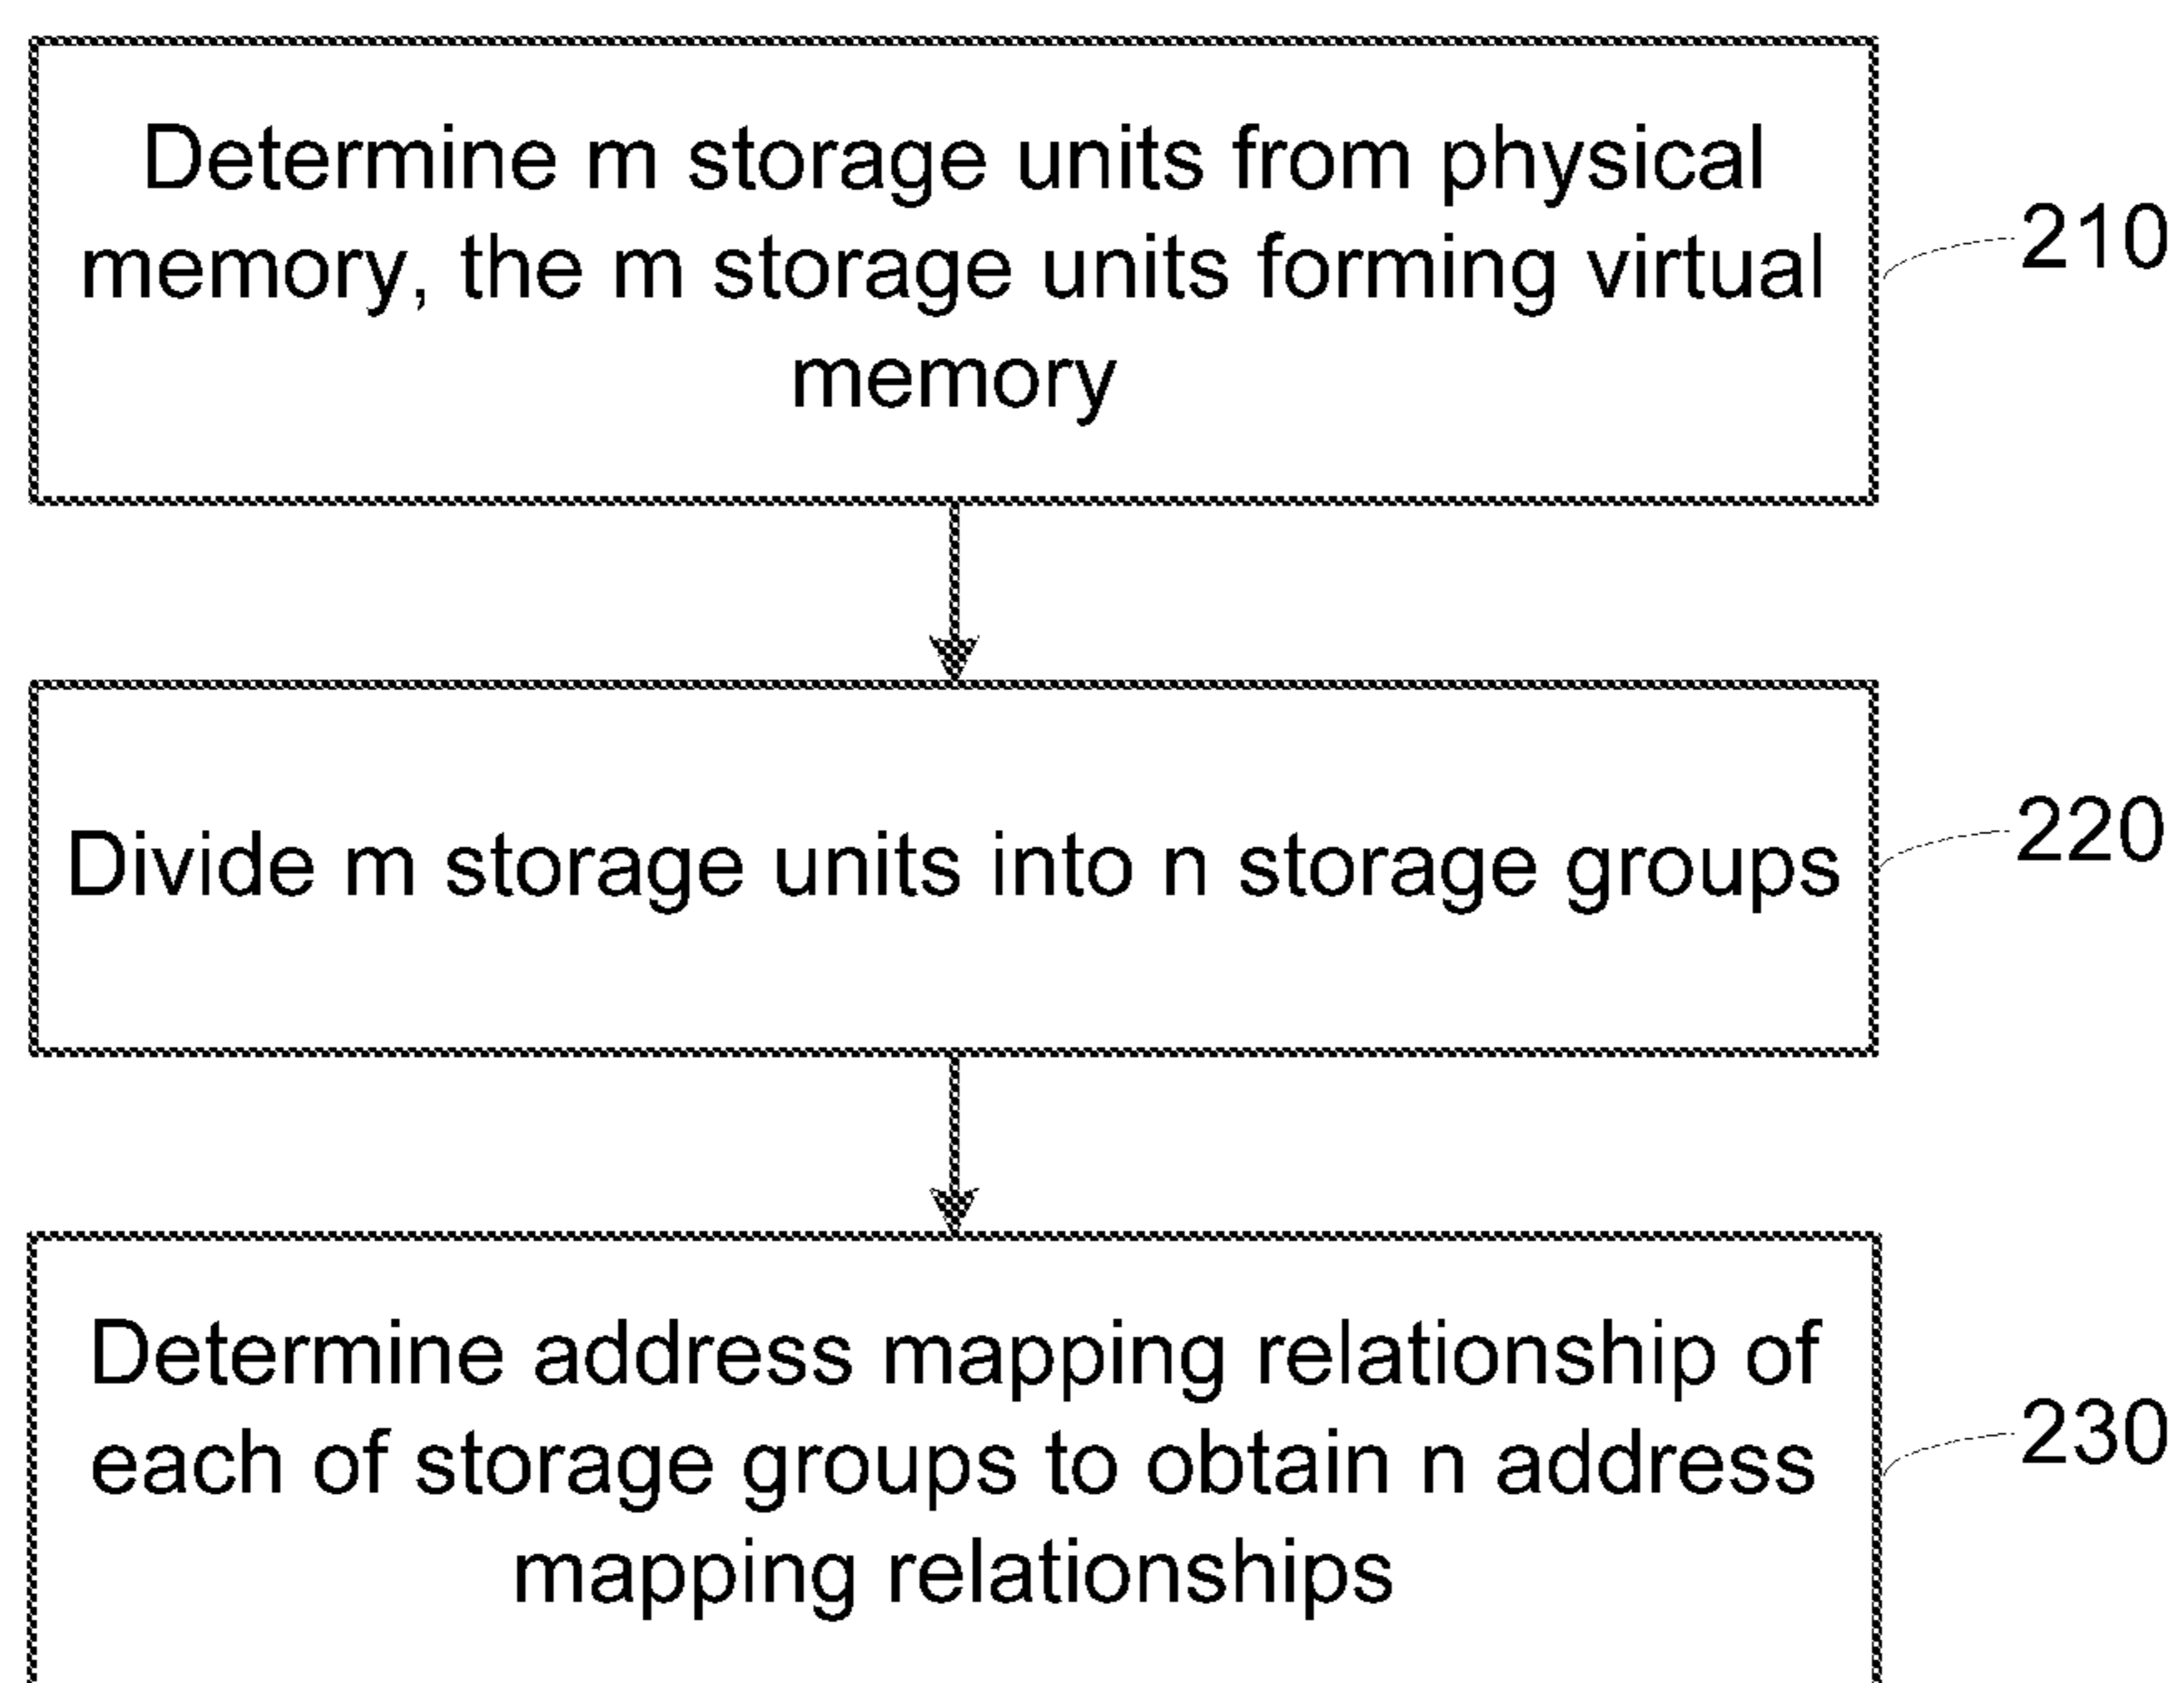 Determine m storage units from physical
memory, the m storage units forming virtual
memory
210
Divide m storage units into n storage groups
220
Determine address mapping relationship of
each of storage groups to obtain n address
mapping relationships
230